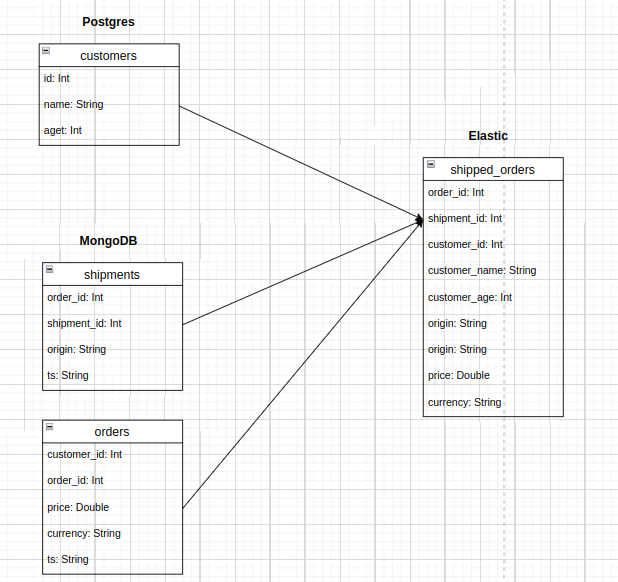 Postgres
customers
id: Int
name: String
aget: Int
MongoDB
shipments
order_id: Int
shipment_id: Int
origin: String
ts: String
orders
customer_id: Int
order_id: Int
price: Double
currency: String
ts: String
Elastic
shipped_orders
order_id: Int
shipment_id: Int
customer_id: Int
customer_name: String
customer_age: Int
origin: String
origin: String
price: Double
currency: String